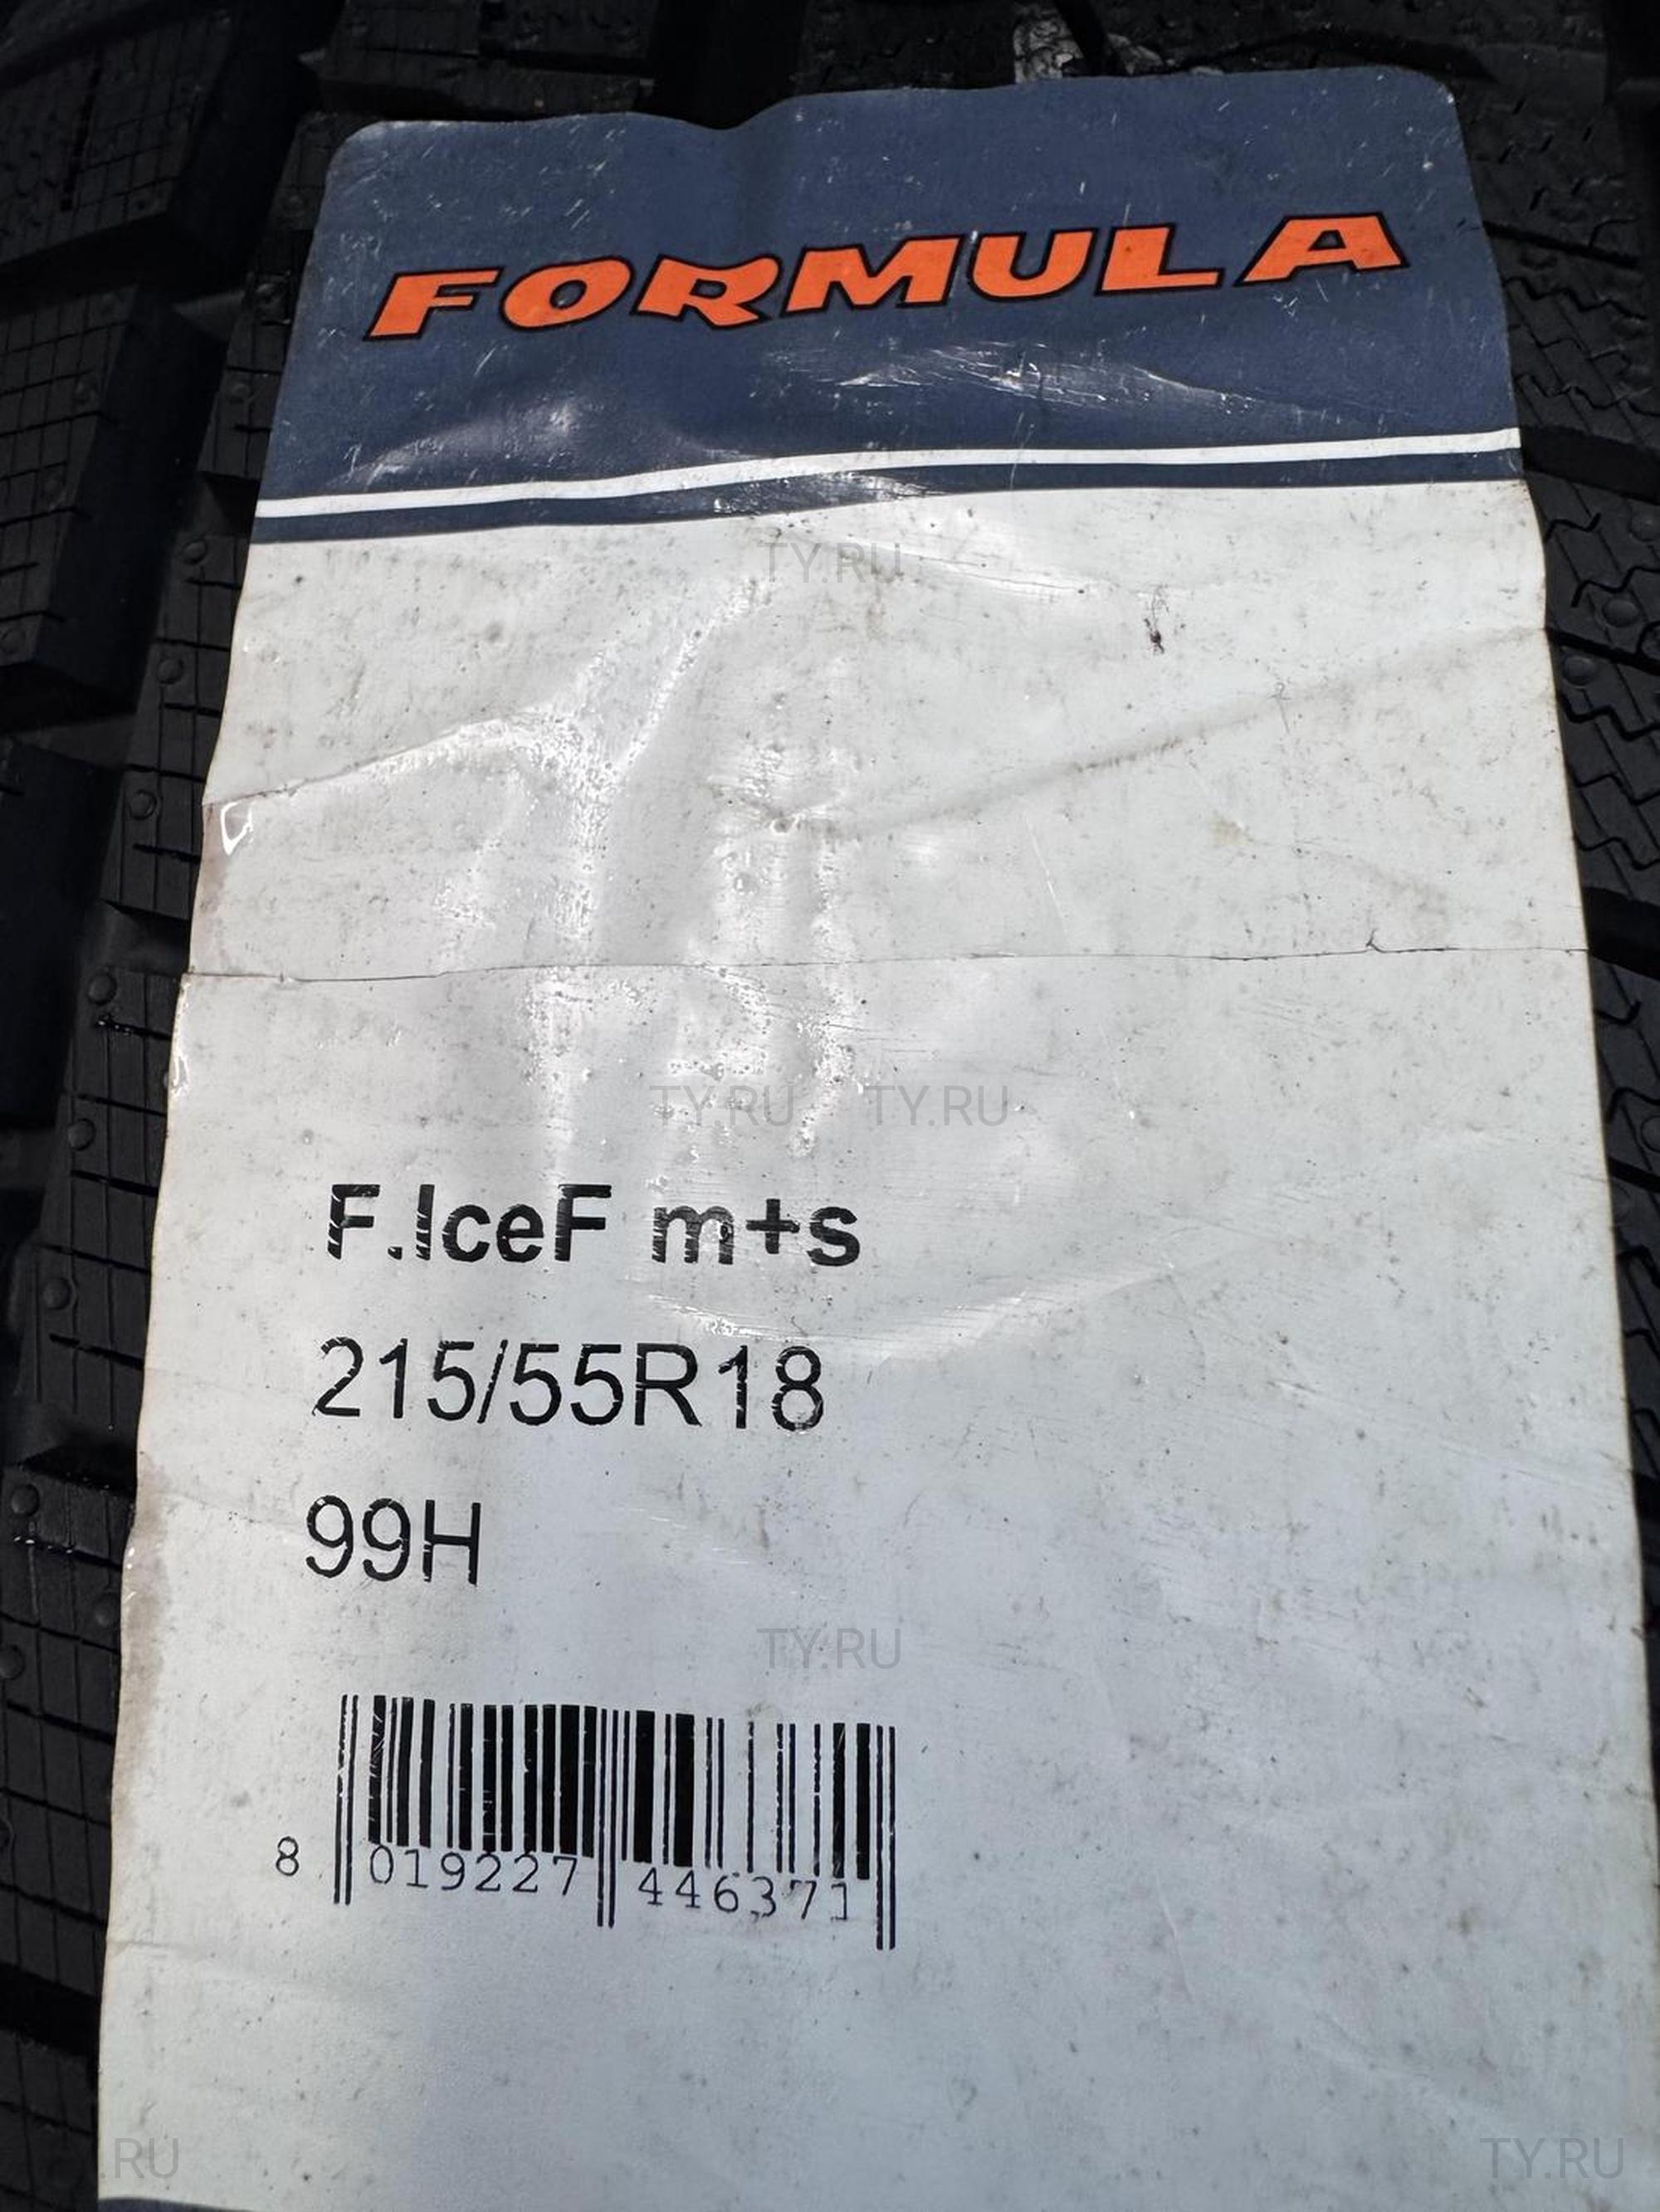 FORMULA
TY.RU
TY.RU TY.RU
F.IceF m+s
215/55R18
99H
TY.RU
8 019227 446371
.RU TY.RU